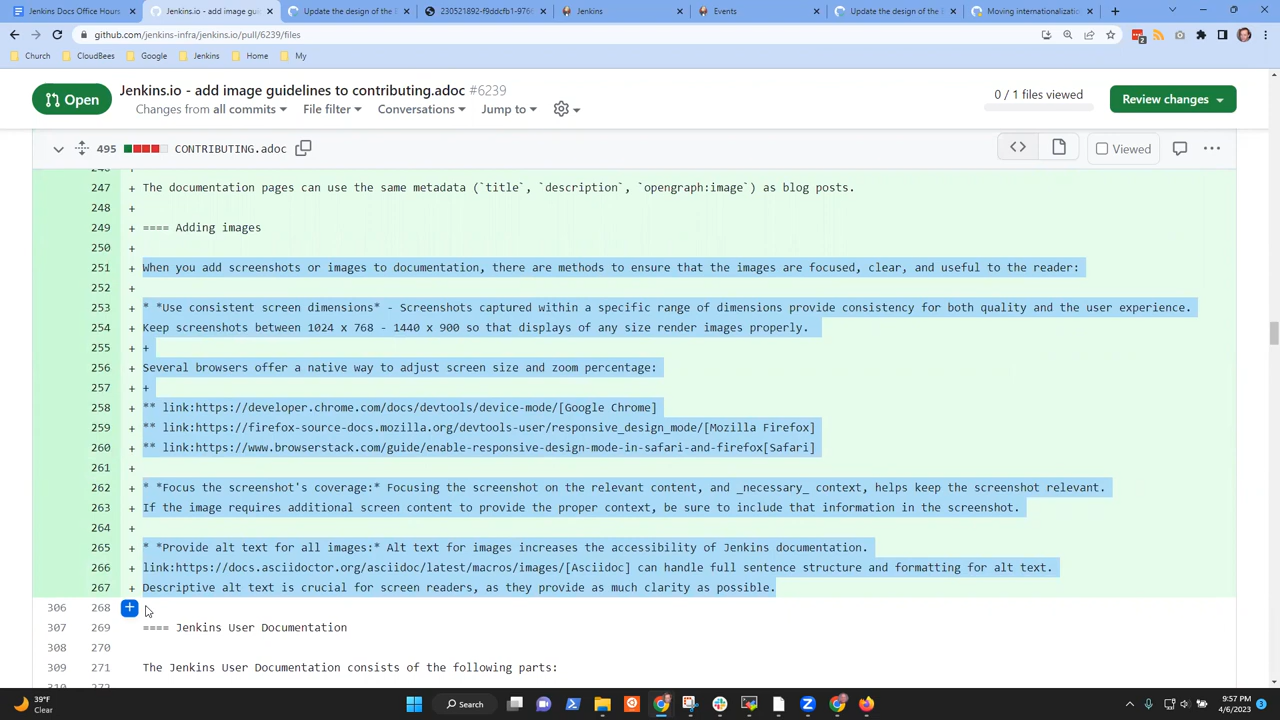 Jenkins Docs Office Hours
Jenkins.io - add image gui
Update the design of the
230521892-f9ddcfb1-9766
Jenkins
Events
Update the design of the
Moving internationaliz
github.com/jenkins-infra/jenkins.io/pull/6239/files
2
Church
CloudBees
Google
Jenkins
Home
My
Open
Jenkins.io - add image guidelines to contributing.adoc #6239
Changes from all commits
File filter
Conversations
Jump to
0 / 1 files viewed
Review changes
495
CONTRIBUTING.adoc
Viewed
246 +
247 + The documentation pages can use the same metadata (`title`, `description`, `opengraph:image`) as blog posts.
248 +
249 + ==== Adding images
250 +
251 + When you add screenshots or images to documentation, there are methods to ensure that the images are focused, clear, and useful to the reader:
252 +
253 + * *Use consistent screen dimensions* - Screenshots captured within a specific range of dimensions provide consistency for both quality and the user experience.
254 + Keep screenshots between 1024 x 768 - 1440 x 900 so that displays of any size render images properly.
255 + +
256 + Several browsers offer a native way to adjust screen size and zoom percentage:
257 + +
258 + ** link:https://developer.chrome.com/docs/devtools/device-mode/[Google Chrome]
259 + ** link:https://firefox-source-docs.mozilla.org/devtools-user/responsive_design_mode/[Mozilla Firefox]
260 + ** link:https://www.browserstack.com/guide/enable-responsive-design-mode-in-safari-and-firefox[Safari]
261 +
262 + * *Focus the screenshot's coverage:* Focusing the screenshot on the relevant content, and _necessary_ context, helps keep the screenshot relevant.
263 + If the image requires additional screen content to provide the proper context, be sure to include that information in the screenshot.
264 +
265 + * *Provide alt text for all images:* Alt text for images increases the accessibility of Jenkins documentation.
266 + link:https://docs.asciidoctor.org/asciidoc/latest/macros/images/[Asciidoc] can handle full sentence structure and formatting for alt text.
267 + Descriptive alt text is crucial for screen readers, as they provide as much clarity as possible.
306 268 +
307 269 ==== Jenkins User Documentation
308 270
309 271 The Jenkins User Documentation consists of the following parts:
310 272
39°F
Clear
Search
9:57 PM
4/6/2023
3